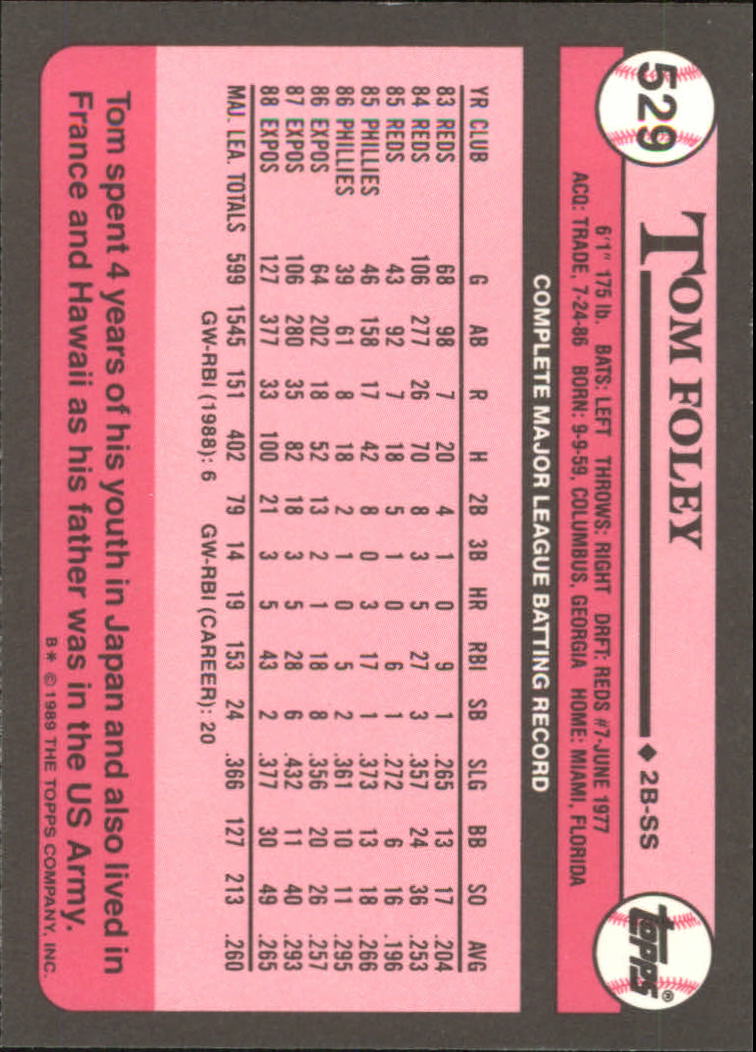 529
TOM FOLEY ◆ 2B-SS
topps®
6'1" 175 lb. BATS: LEFT THROWS: RIGHT DRFT: REDS #7-JUNE 1977
ACQ: TRADE, 7-24-86 BORN: 9-9-59, COLUMBUS, GEORGIA HOME: MIAMI, FLORIDA
COMPLETE MAJOR LEAGUE BATTING RECORD
YR CLUB G AB R H 2B 3B HR RBI SB SLG BB SO AVG
83 REDS 68 98 7 20 4 1 0 9 1 .265 13 17 .204
84 REDS 106 277 26 70 8 3 5 27 3 .357 24 36 .253
85 REDS 43 92 7 18 5 1 0 6 1 .272 6 16 .196
85 PHILLIES 46 158 17 42 8 0 3 17 1 .373 13 18 .266
86 PHILLIES 39 61 8 18 2 1 0 5 2 .361 10 11 .295
86 EXPOS 64 202 18 52 13 2 1 18 8 .356 20 26 .257
87 EXPOS 106 280 35 82 18 3 5 28 6 .432 11 40 .293
88 EXPOS 127 377 33 100 21 3 5 43 2 .377 30 49 .265
MAJ. LEA. TOTALS 599 1545 151 402 79 14 19 153 24 .366 127 213 .260
GW-RBI (1988): 6 GW-RBI (CAREER): 20
Tom spent 4 years of his youth in Japan and also lived in
France and Hawaii as his father was in the US Army.
B* © 1989 THE TOPPS COMPANY, INC.